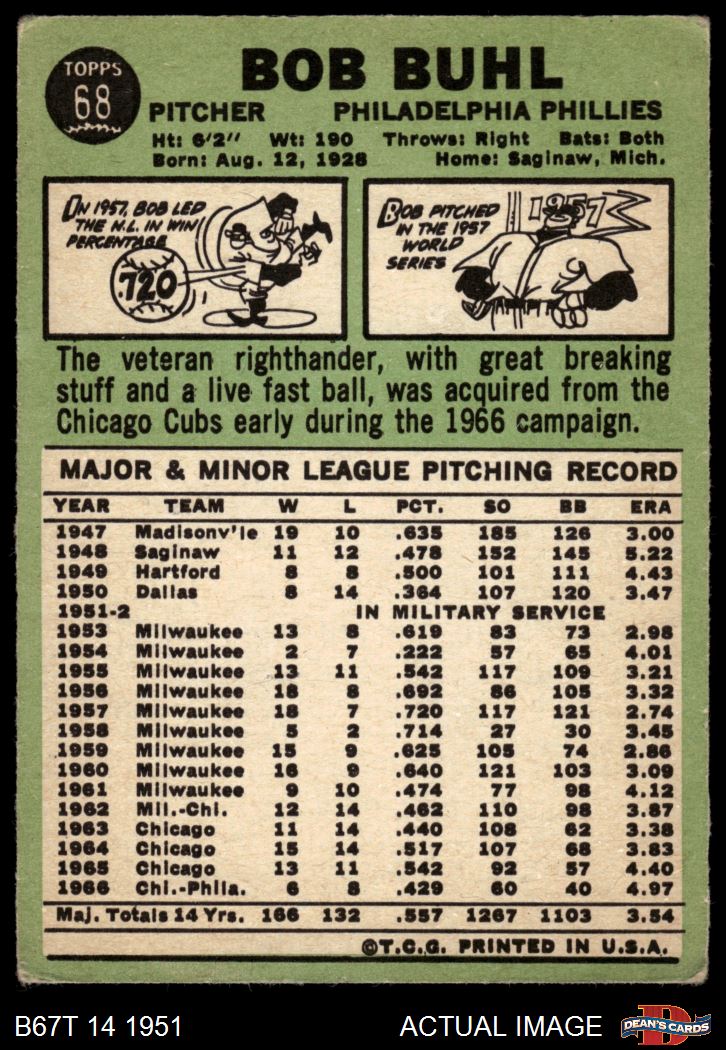 TOPPS
68
BOB BUHL
PITCHER PHILADELPHIA PHILLIES
Ht: 6'2" Wt: 190 Throws: Right Bats: Both
Born: Aug. 12, 1928 Home: Saginaw, Mich.
IN 1957, BOB LED
THE N.L. IN WIN
PERCENTAGE
.720
BOB PITCHED
IN THE 1957
WORLD
SERIES
1957
The veteran righthander, with great breaking
stuff and a live fast ball, was acquired from the
Chicago Cubs early during the 1966 campaign.
MAJOR & MINOR LEAGUE PITCHING RECORD
YEAR TEAM W L PCT. SO BB ERA
1947 Madisonv'le 19 10 .635 185 126 3.00
1948 Saginaw 11 12 .478 152 145 5.22
1949 Hartford 8 8 .500 101 111 4.43
1950 Dallas 8 14 .364 107 120 3.47
1951-2 IN MILITARY SERVICE
1953 Milwaukee 13 8 .619 83 73 2.98
1954 Milwaukee 2 7 .222 57 65 4.01
1955 Milwaukee 13 11 .542 117 109 3.21
1956 Milwaukee 18 8 .692 86 105 3.32
1957 Milwaukee 18 7 .720 117 121 2.74
1958 Milwaukee 5 2 .714 27 30 3.45
1959 Milwaukee 15 9 .625 105 74 2.86
1960 Milwaukee 16 9 .640 121 103 3.09
1961 Milwaukee 9 10 .474 77 98 4.12
1962 Mil.-Chi. 12 14 .462 110 98 3.87
1963 Chicago 11 14 .440 108 62 3.38
1964 Chicago 15 14 .517 107 68 3.83
1965 Chicago 13 11 .542 92 57 4.40
1966 Chi.-Phila. 6 8 .429 60 40 4.97
Maj. Totals 14 Yrs. 166 132 .557 1267 1103 3.54
©T.C.G. PRINTED IN U.S.A.
B67T 14 1951 ACTUAL IMAGE
D
DEAN'S CARDS